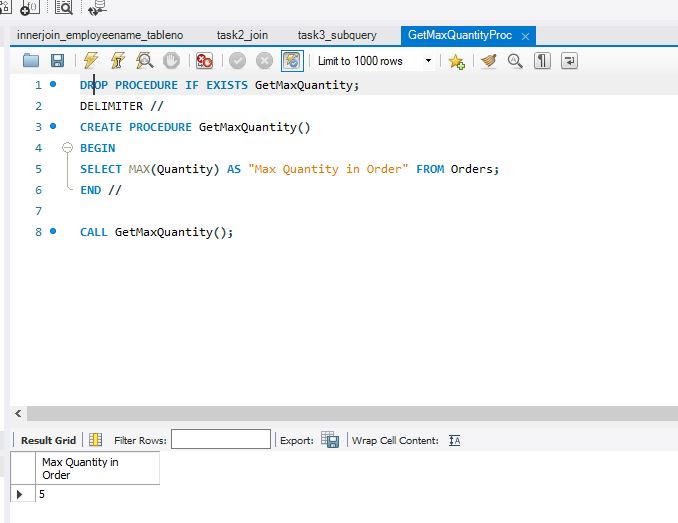 innerjoin_employeename_tableno task2_join task3_subquery GetMaxQuantityProc
Limit to 1000 rows
1 DROP PROCEDURE IF EXISTS GetMaxQuantity;
2 DELIMITER //
3 CREATE PROCEDURE GetMaxQuantity()
4 BEGIN
5 SELECT MAX(Quantity) AS "Max Quantity in Order" FROM Orders;
6 END //
7
8 CALL GetMaxQuantity();
Result Grid Filter Rows: Export: Wrap Cell Content:
Max Quantity in
Order
5